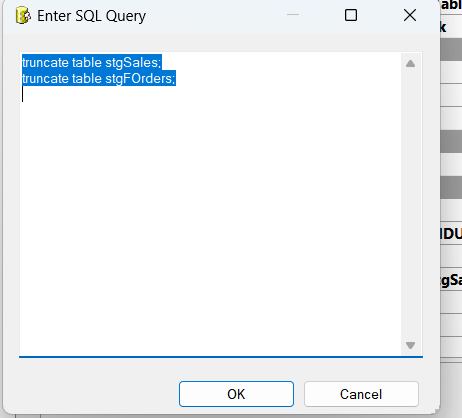 Enter SQL Query
truncate table stgSales;
truncate table stgFOrders;
OK
Cancel